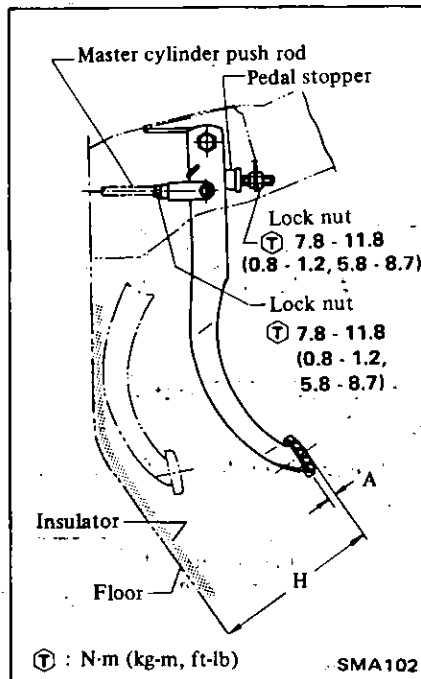 Master cylinder push rod
Pedal stopper
Lock nut
Ⓣ 7.8 - 11.8
(0.8 - 1.2, 5.8 - 8.7)
Lock nut
Ⓣ 7.8 - 11.8
(0.8 - 1.2,
5.8 - 8.7)
A
Insulator
H
Floor
Ⓣ : N·m (kg-m, ft-lb)
SMA102